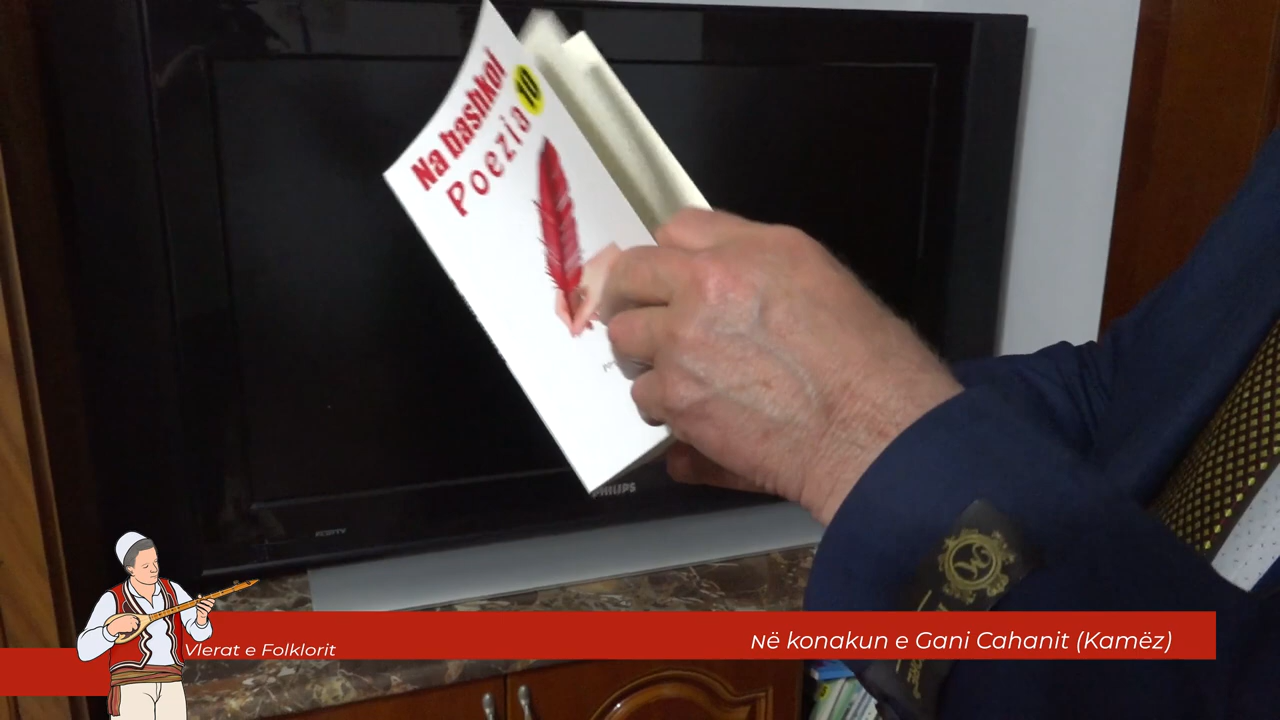 Na bashkoi
Poezia 10
PHILIPS
Vlerat e Folklorit
Në konakun e Gani Cahanit (Kamëz)